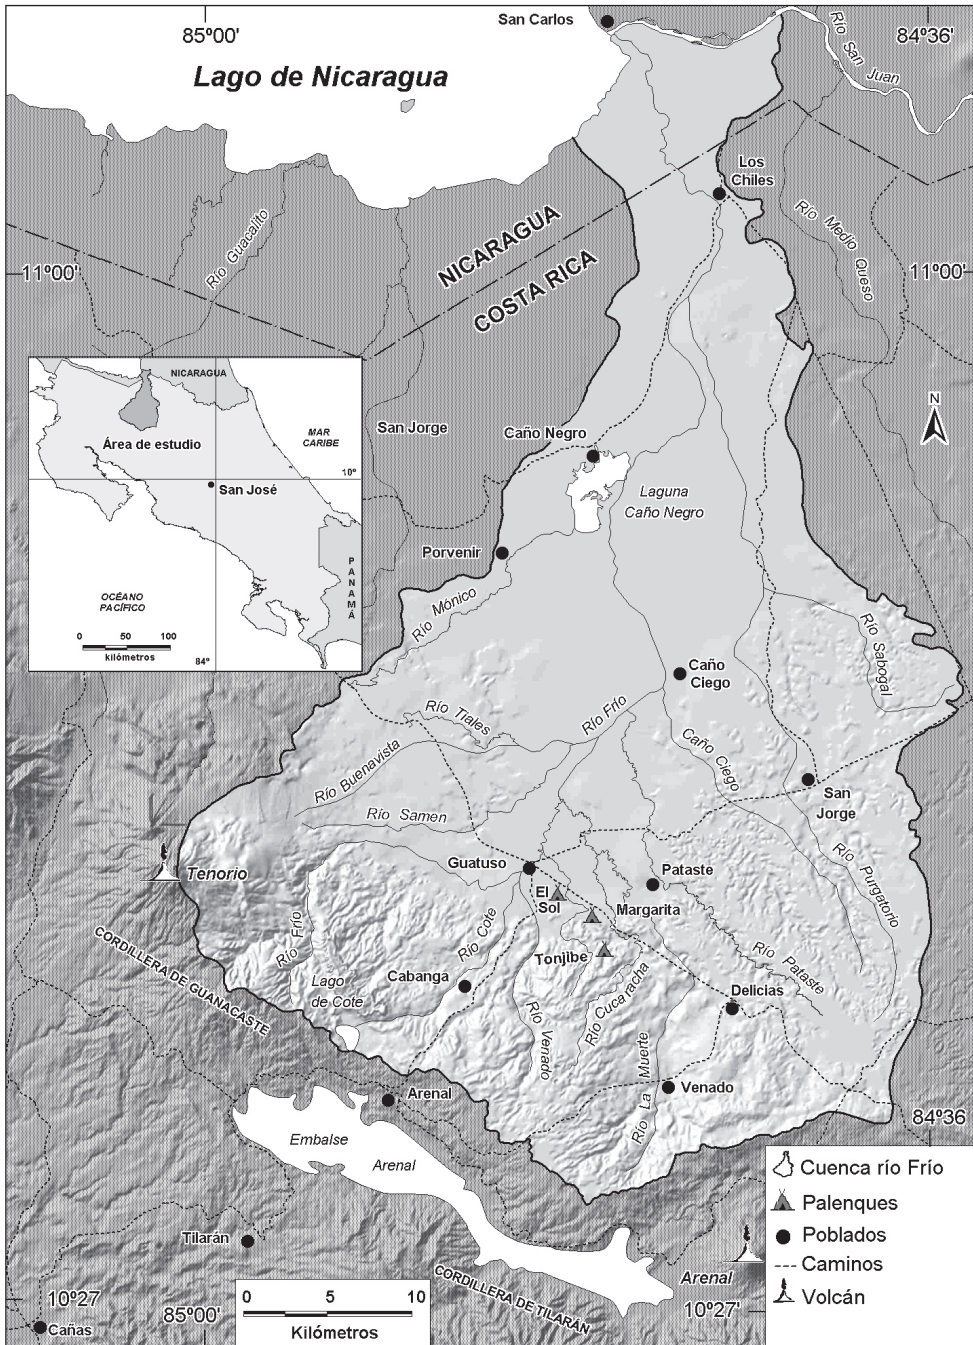 San Carlos
85º00'
84º36'
Río San Juan
Lago de Nicaragua
Los
Chiles
Río Guacalito
NICARAGUA
COSTA RICA
Río Medio Queso
11º00'
11º00'
NICARAGUA
Área de estudio
MAR
CARIBE
10º
San José
PANAMÁ
OCÉANO
PACÍFICO
0 50 100
kilómetros
84º
San Jorge
N
Caño Negro
Laguna
Caño Negro
Porvenir
Río Mónico
Río Sabogal
Caño
Ciego
Río Tiales
Río Frío
Río Buenavista
Caño Ciego
San
Jorge
Río Samen
Guatuso
Pataste
Río Purgatorio
Tenorio
El
Sol
Margarita
Río Cote
Río Frío
Tonjibe
Río Pataste
CORDILLERA DE GUANACASTE
Lago
de Cote
Cabanga
Río Cucaracha
Delicias
Río Venado
Río La Muerte
Venado
Arenal
84º36
Embalse
Arenal
Cuenca río Frío
Palenques
Poblados
Caminos
Volcán
Tilarán
CORDILLERA DE TILARÁN
Arenal
0 5 10
Kilómetros
10º27
85º00'
10º27'
Cañas